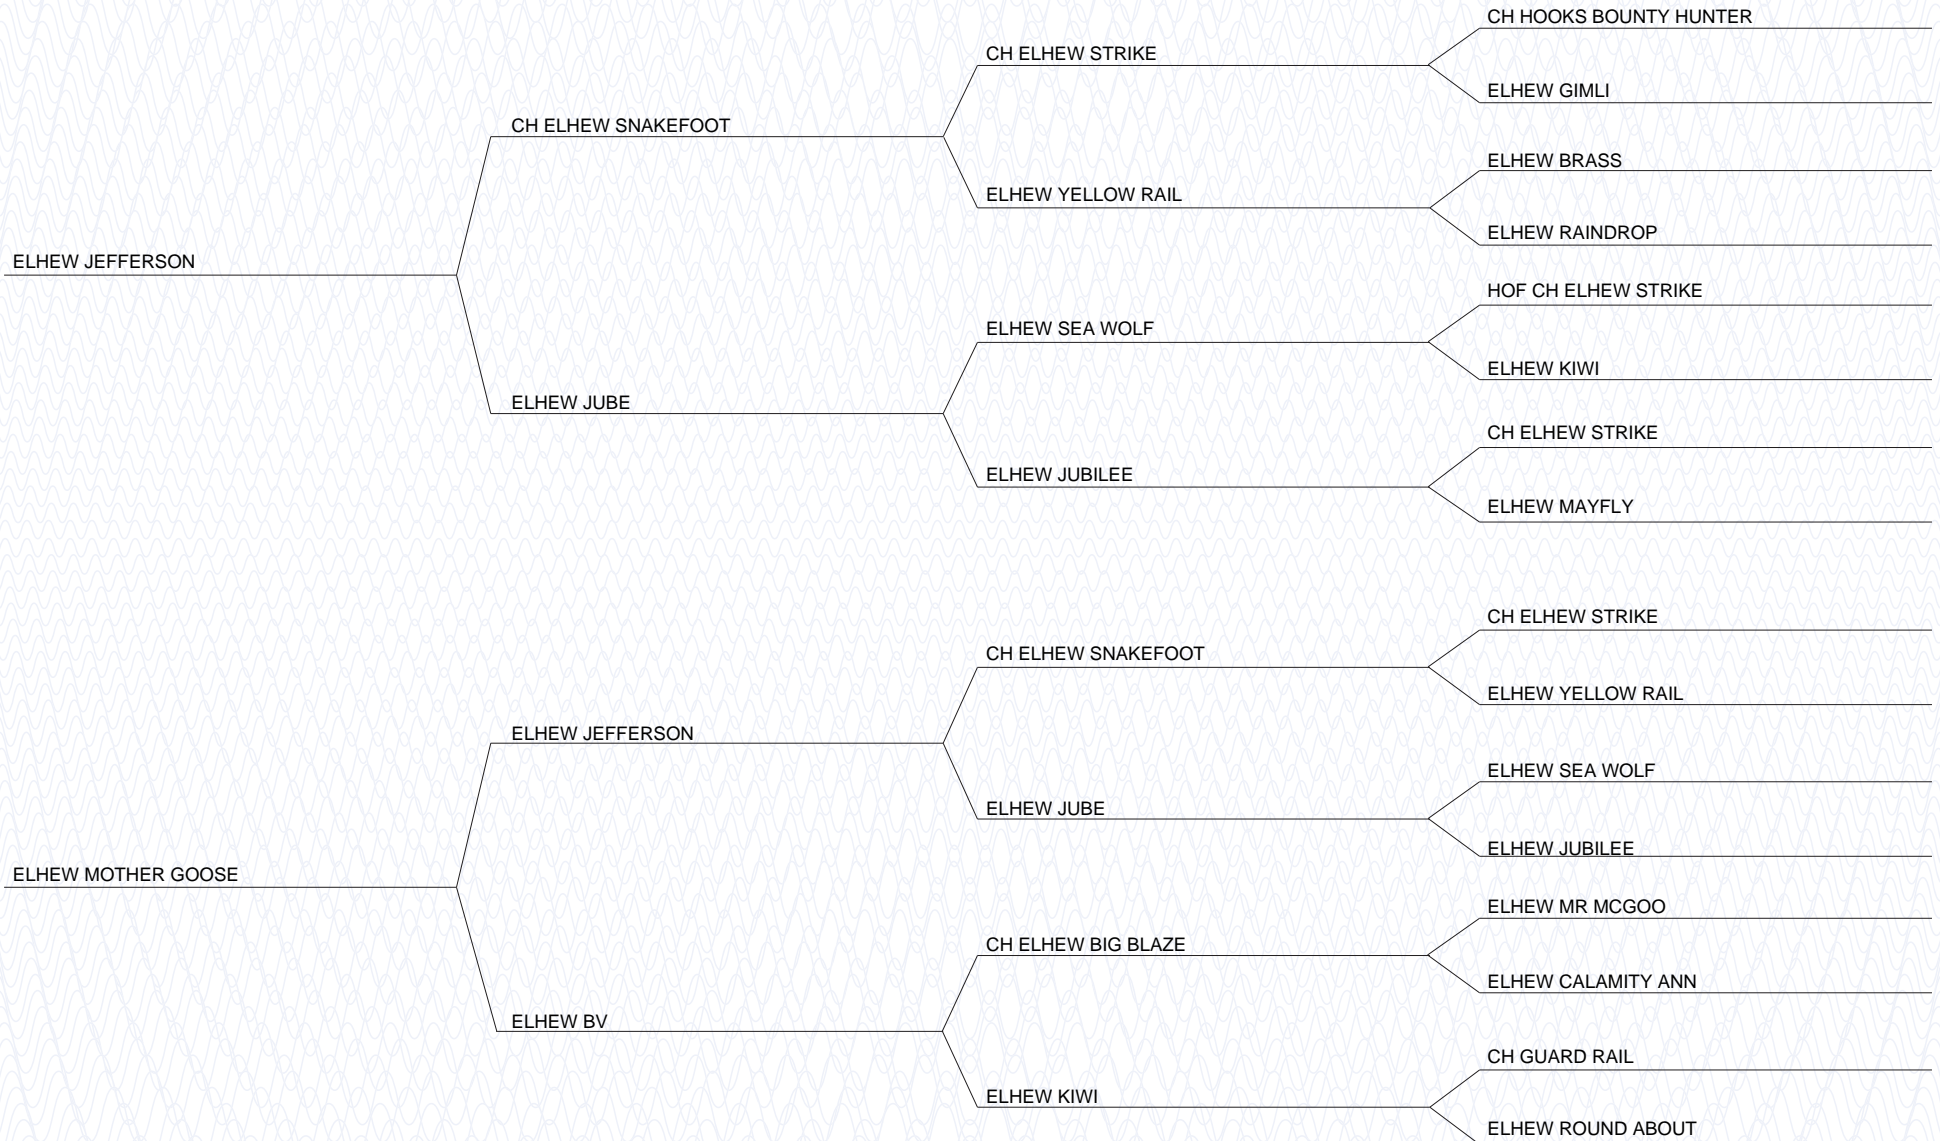 CH HOOKS BOUNTY HUNTER
CH ELHEW STRIKE
ELHEW GIMLI
CH ELHEW SNAKEFOOT
ELHEW BRASS
ELHEW YELLOW RAIL
ELHEW RAINDROP
ELHEW JEFFERSON
HOF CH ELHEW STRIKE
ELHEW SEA WOLF
ELHEW KIWI
ELHEW JUBE
CH ELHEW STRIKE
ELHEW JUBILEE
ELHEW MAYFLY
CH ELHEW STRIKE
CH ELHEW SNAKEFOOT
ELHEW YELLOW RAIL
ELHEW JEFFERSON
ELHEW SEA WOLF
ELHEW JUBE
ELHEW JUBILEE
ELHEW MOTHER GOOSE
ELHEW MR MCGOO
CH ELHEW BIG BLAZE
ELHEW CALAMITY ANN
ELHEW BV
CH GUARD RAIL
ELHEW KIWI
ELHEW ROUND ABOUT